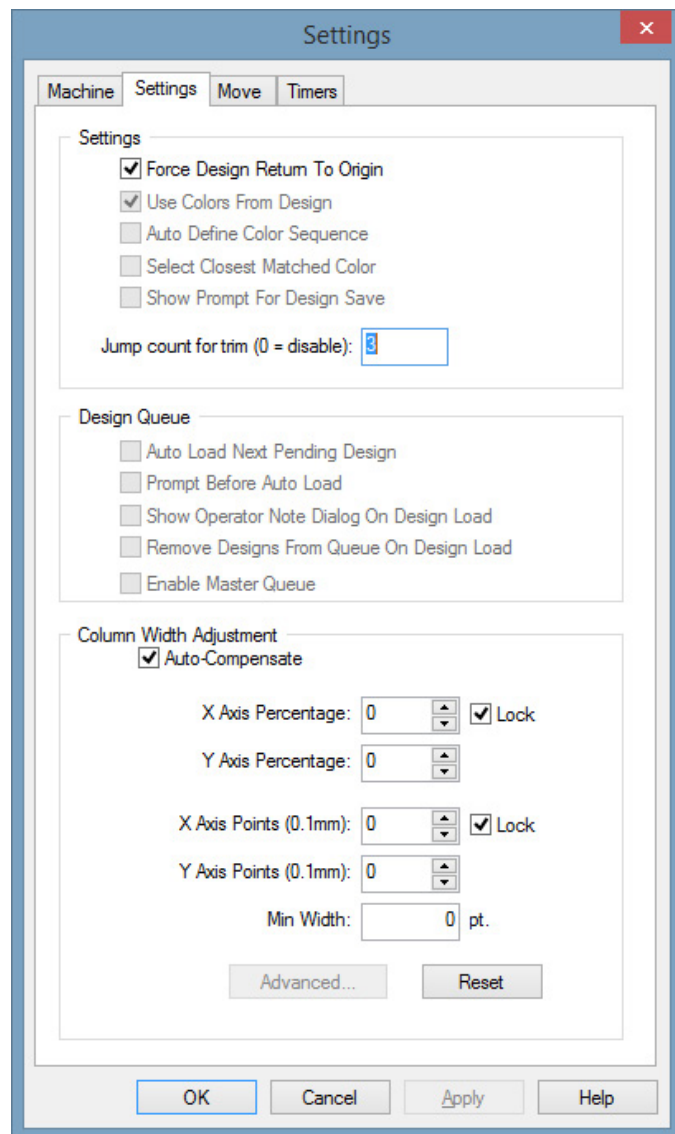 Settings
Machine Settings Move Timers
Settings
Force Design Return To Origin
Use Colors From Design
Auto Define Color Sequence
Select Closest Matched Color
Show Prompt For Design Save
Jump count for trim (0 = disable): 3
Design Queue
Auto Load Next Pending Design
Prompt Before Auto Load
Show Operator Note Dialog On Design Load
Remove Designs From Queue On Design Load
Enable Master Queue
Column Width Adjustment
Auto-Compensate
X Axis Percentage: 0 Lock
Y Axis Percentage: 0
X Axis Points (0.1mm): 0 Lock
Y Axis Points (0.1mm): 0
Min Width: 0 pt.
Advanced... Reset
OK Cancel Apply Help